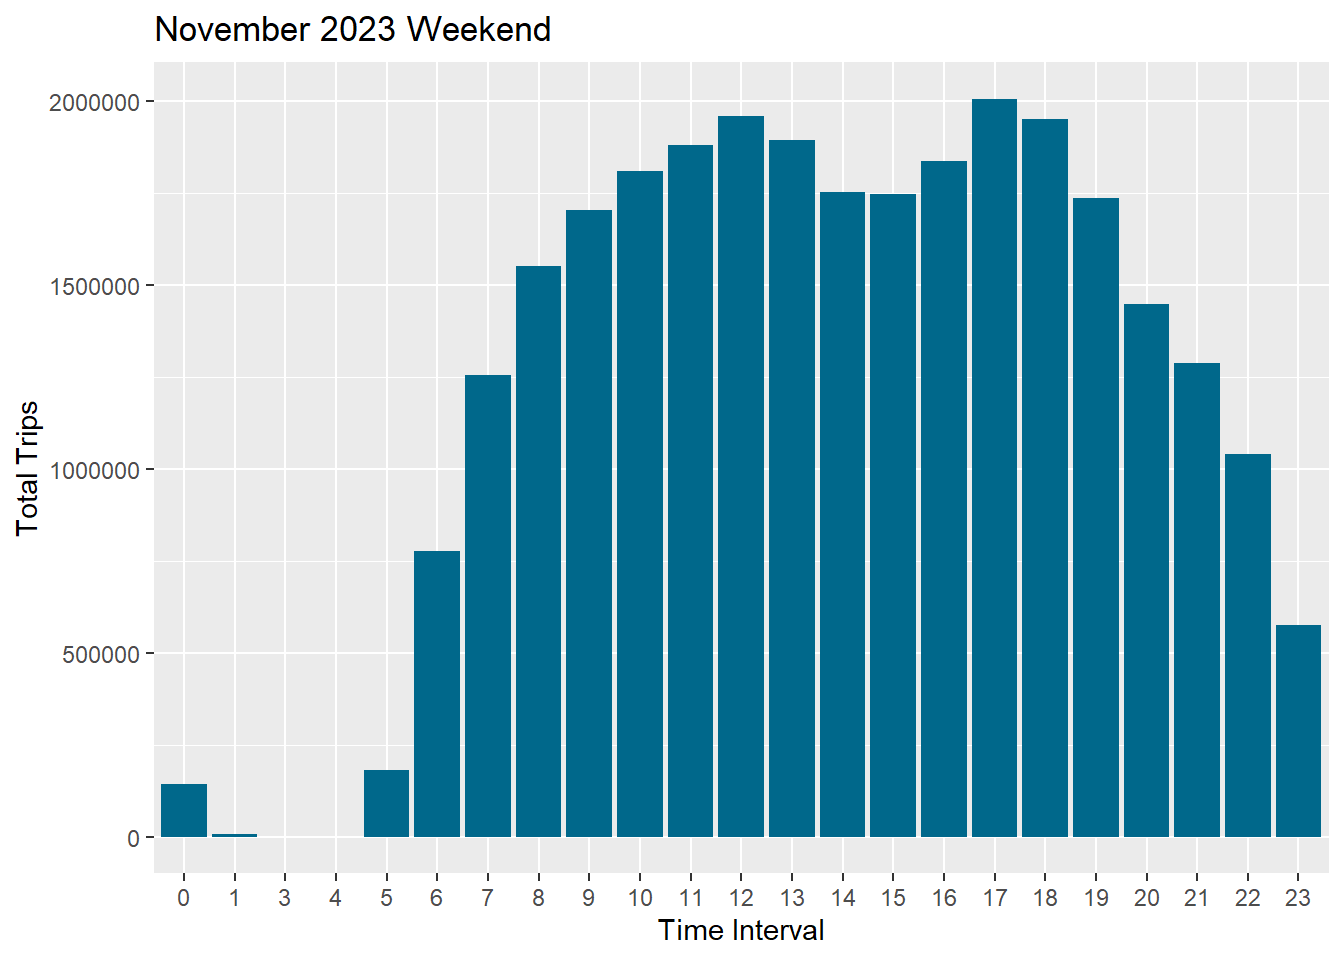 November 2023 Weekend
Total Trips
2000000
1500000
1000000
500000
0
0 1 3 4 5 6 7 8 9 10 11 12 13 14 15 16 17 18 19 20 21 22 23
Time Interval